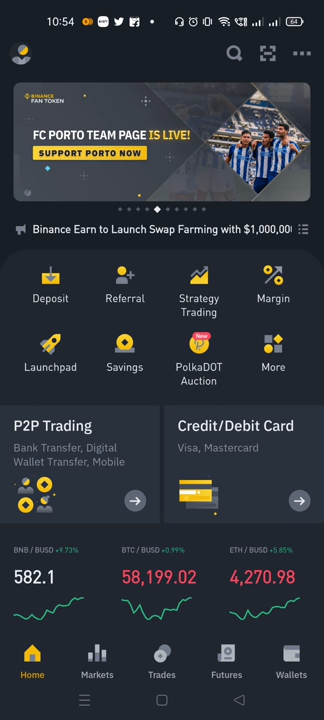 10:54
64
BINANCE
FAN TOKEN
FC PORTO TEAM PAGE IS LIVE!
SUPPORT PORTO NOW
Binance Earn to Launch Swap Farming with $1,000,00
Deposit
Referral
Strategy
Trading
Margin
New
Launchpad
Savings
PolkaDOT
Auction
More
P2P Trading
Bank Transfer, Digital
Wallet Transfer, Mobile
Credit/Debit Card
Visa, Mastercard
BNB / BUSD +9.73%
BTC / BUSD +0.99%
ETH / BUSD +5.85%
582.1
58,199.02
4,270.98
Home
Markets
Trades
Futures
Wallets